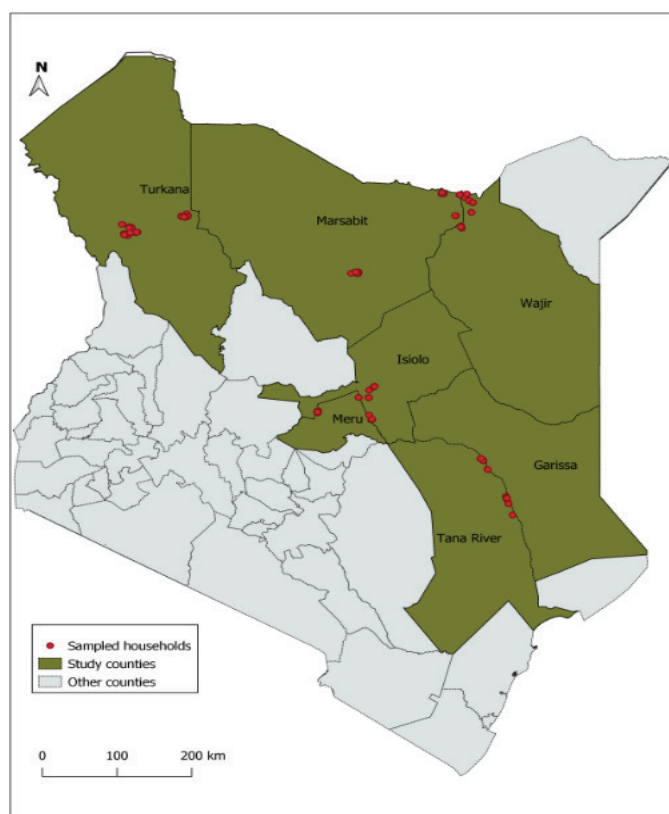 N
Turkana
Marsabit
Wajir
Isiolo
Meru
Garissa
Tana River
Sampled households
Study counties
Other counties
0 100 200 km